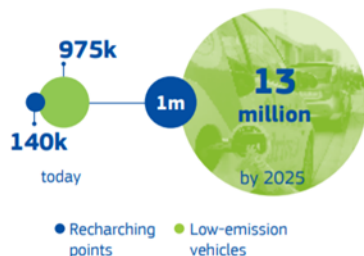 975k
140k
today
1m
13
million
by 2025
Recharching
points
Low-emission
vehicles